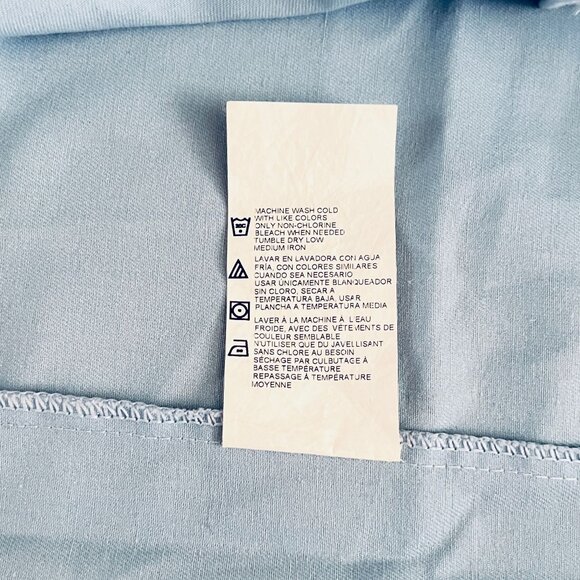 MACHINE WASH COLD
WITH LIKE COLORS
ONLY NON-CHLORINE
BLEACH WHEN NEEDED
TUMBLE DRY LOW
MEDIUM IRON
LAVAR EN LAVADORA CON AGUA
FRÍA, CON COLORES SIMILARES
CUANDO SEA NECESARIO
USAR ÚNICAMENTE BLANQUEADOR
SIN CLORO, SECAR A
TEMPERATURA BAJA, USAR
PLANCHA A TEMPERATURA MEDIA
LAVER À LA MACHINE À L'EAU
FROIDE, AVEC DES VÊTEMENTS DE
COULEUR SEMBLABLE
N'UTILISER QUE DU JAVELLISANT
SANS CHLORE AU BESOIN
SÉCHAGE PAR CULBUTAGE À
BASSE TEMPÉRATURE
REPASSAGE À TEMPÉRATURE
MOYENNE